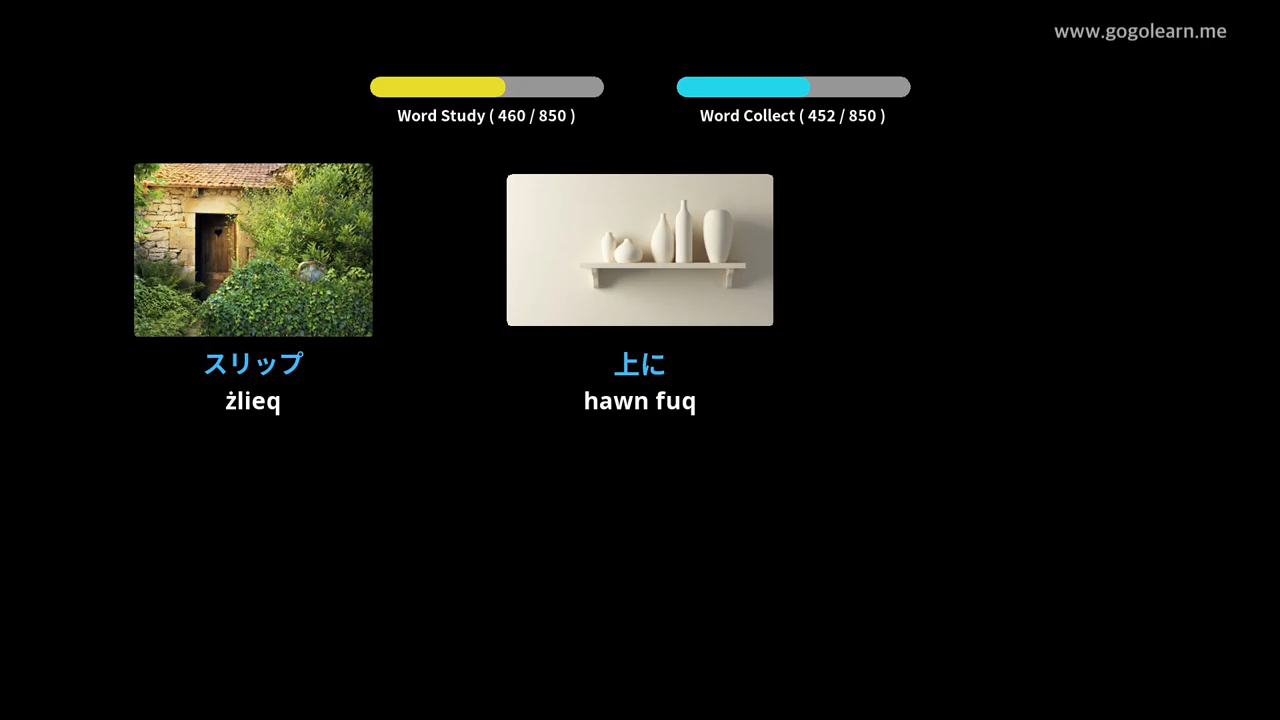 www.gogolearn.me
Word Study ( 460 / 850 )
Word Collect ( 452 / 850 )
スリップ
żlieq
上に
hawn fuq